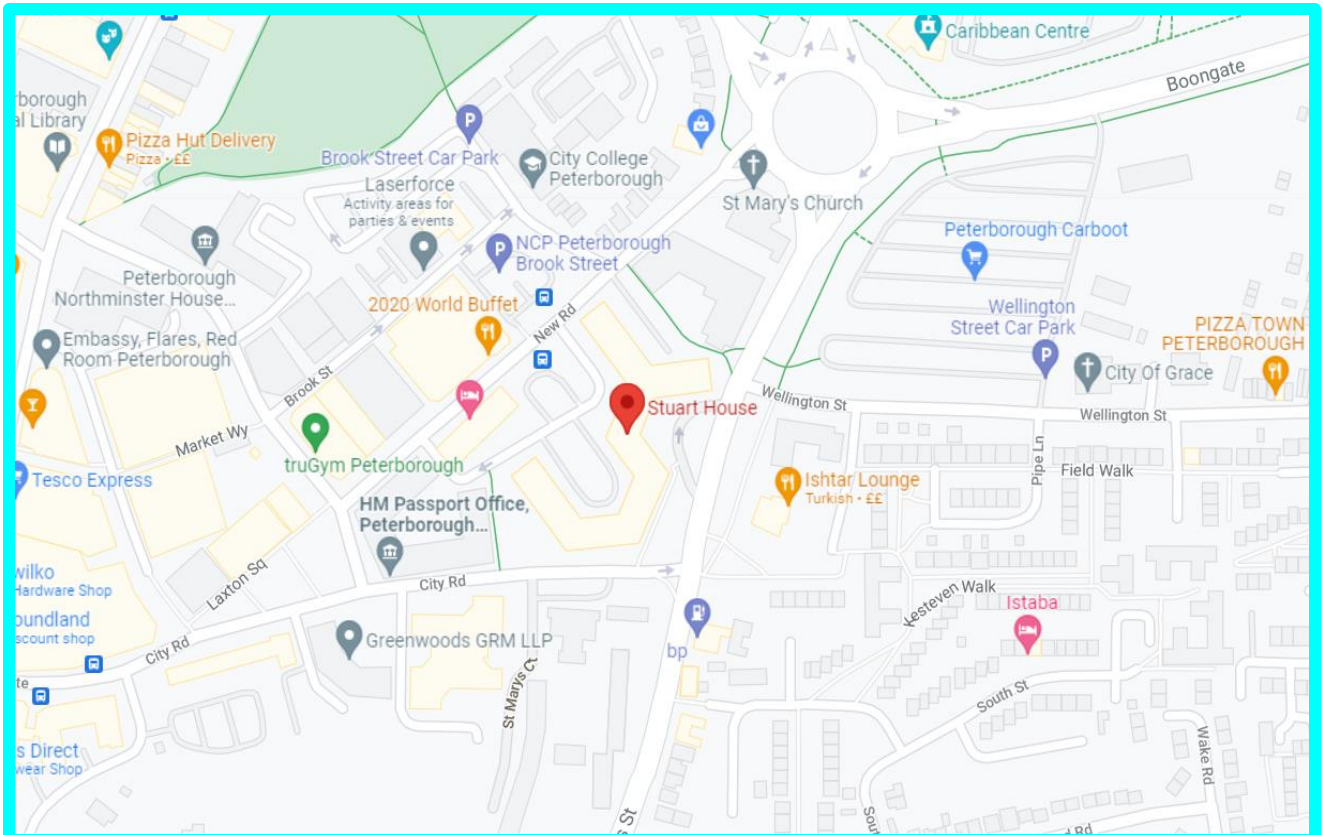 Caribbean Centre
Boongate
rborough
al Library
Pizza Hut Delivery
Pizza • ££
Brook Street Car Park
City College
Peterborough
Laserforce
Activity areas for
parties & events
St Mary's Church
NCP Peterborough
Brook Street
Peterborough Carboot
Peterborough
Northminster House...
2020 World Buffet
New Rd
Wellington
Street Car Park
PIZZA TOWN
PETERBOROUGH
Embassy, Flares, Red
Room Peterborough
City Of Grace
Brook St
Stuart House
Wellington St
Wellington St
Market Wy
truGym Peterborough
Pipe Ln
Field Walk
Tesco Express
Ishtar Lounge
Turkish • ££
HM Passport Office,
Peterborough...
wilko
Hardware Shop
Laxton Sq
City Rd
Kesteven Walk
Istaba
oundland
scount shop
City Rd
Greenwoods GRM LLP
bp
te
St Marys Ct
South St
s Direct
wear Shop
Wake Rd
s St
Sou
d Rd